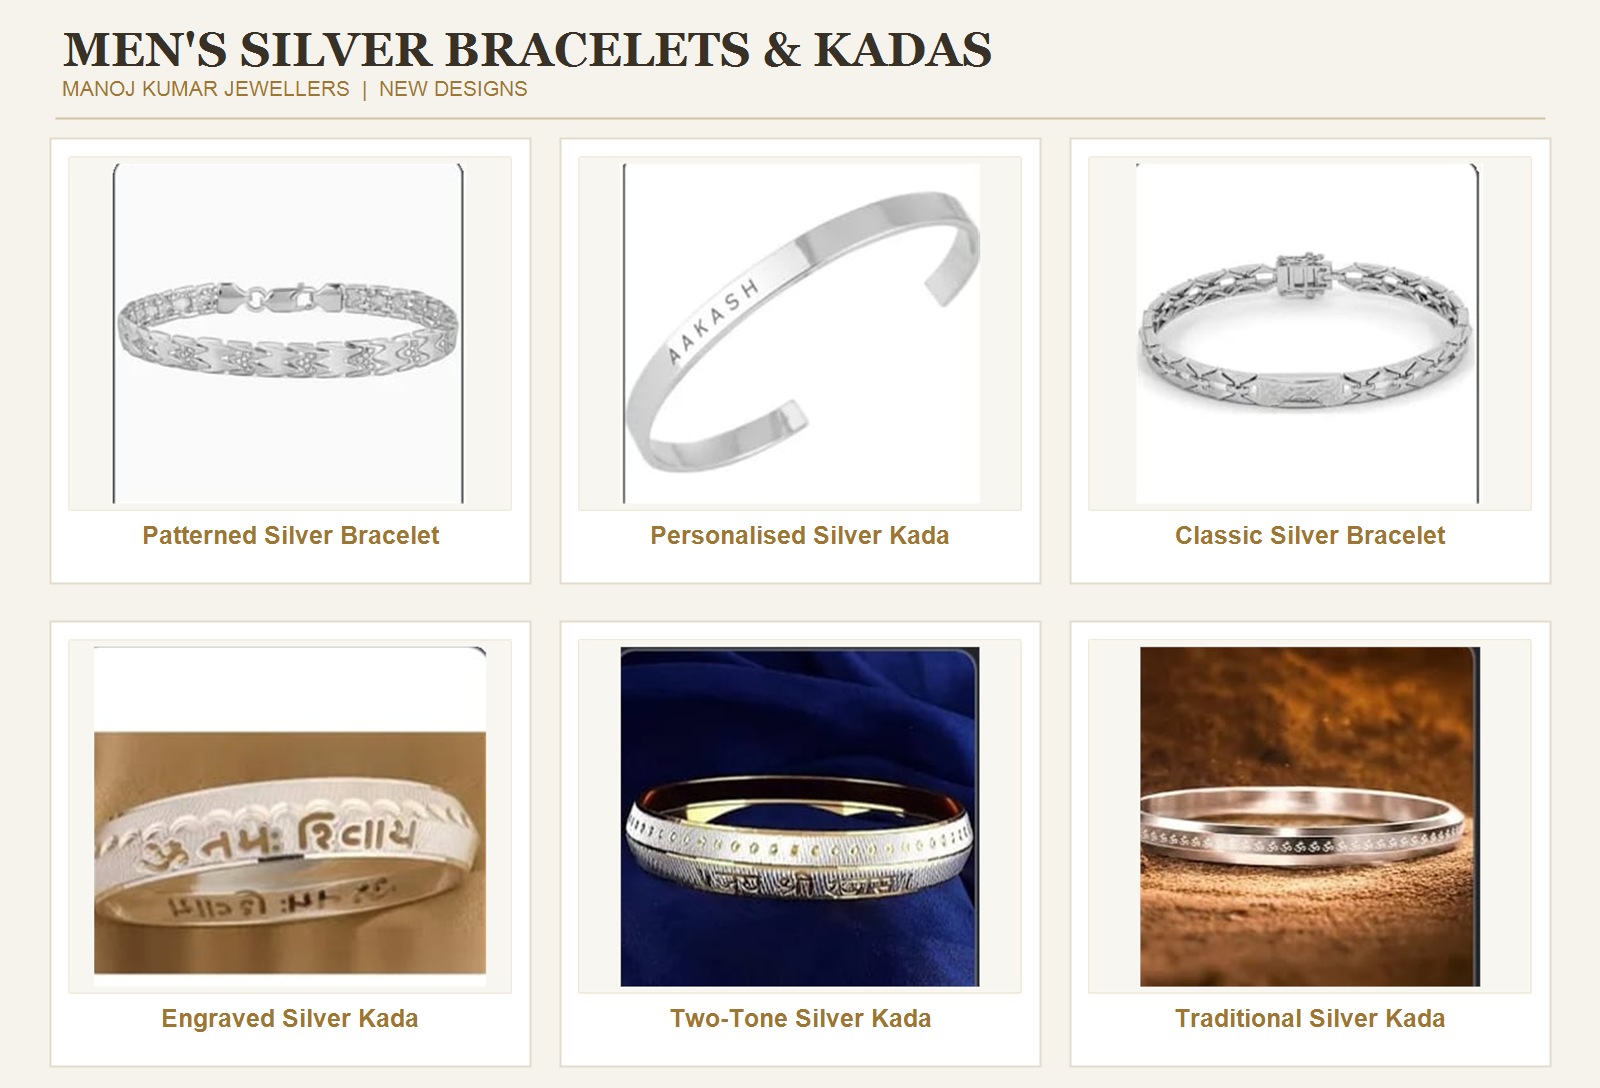 MEN'S SILVER BRACELETS & KADAS
MANOJ KUMAR JEWELLERS | NEW DESIGNS
AAKASH
Patterned Silver Bracelet
Personalised Silver Kada
Classic Silver Bracelet
ॐ નમઃ શિવાય
Engraved Silver Kada
Two-Tone Silver Kada
Traditional Silver Kada